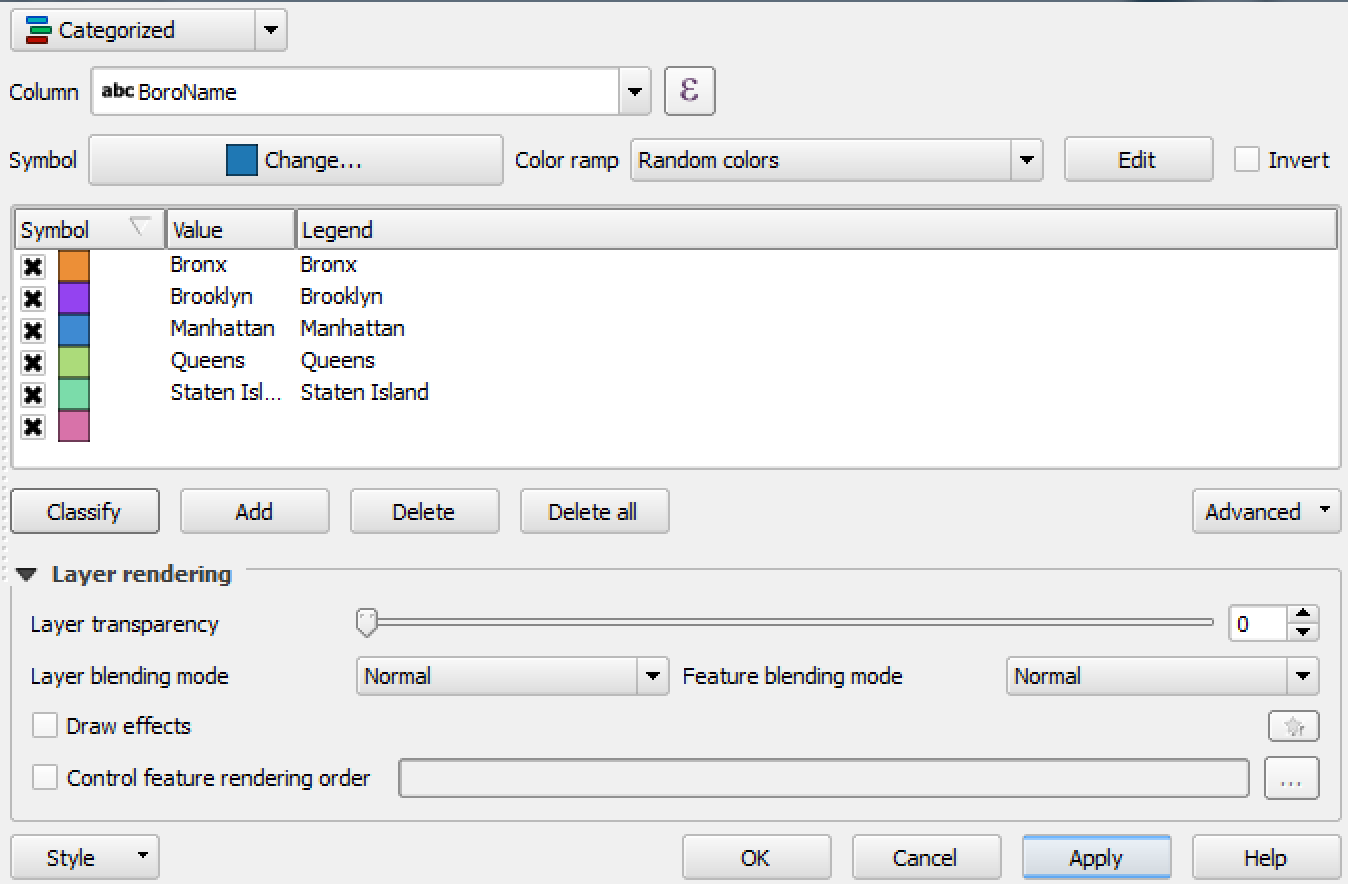 Categorized
Column abc BoroName ε
Symbol Change... Color ramp Random colors Edit Invert
Symbol Value Legend
Bronx Bronx
Brooklyn Brooklyn
Manhattan Manhattan
Queens Queens
Staten Isl... Staten Island
Classify Add Delete Delete all Advanced
Layer rendering
Layer transparency 0
Layer blending mode Normal Feature blending mode Normal
Draw effects
Control feature rendering order ...
Style OK Cancel Apply Help